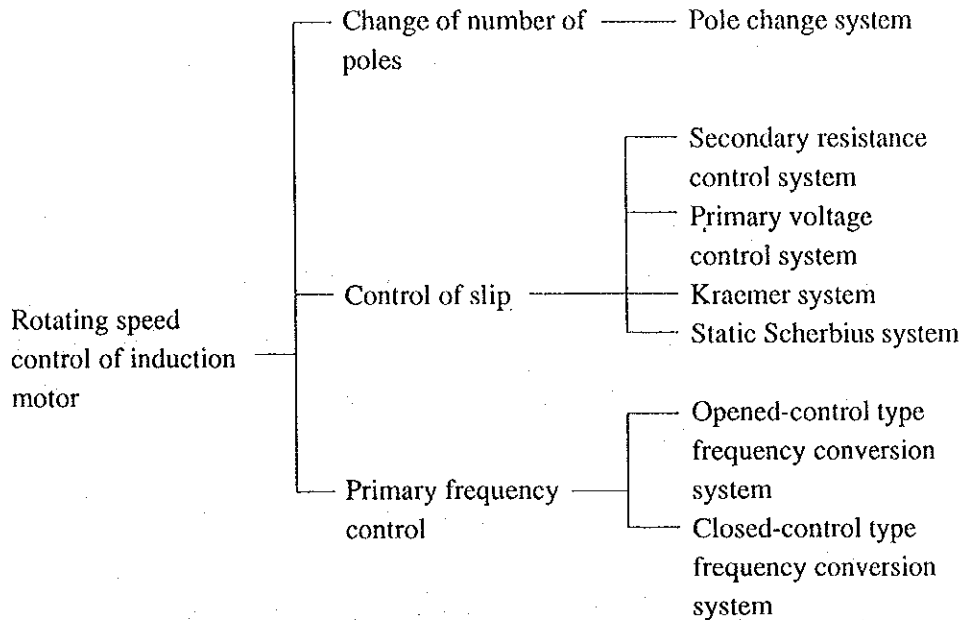 Change of number of
poles
Pole change system
Secondary resistance
control system
Primary voltage
control system
Control of slip
Kraemer system
Static Scherbius system
Rotating speed
control of induction
motor
Opened-control type
frequency conversion
system
Primary frequency
control
Closed-control type
frequency conversion
system